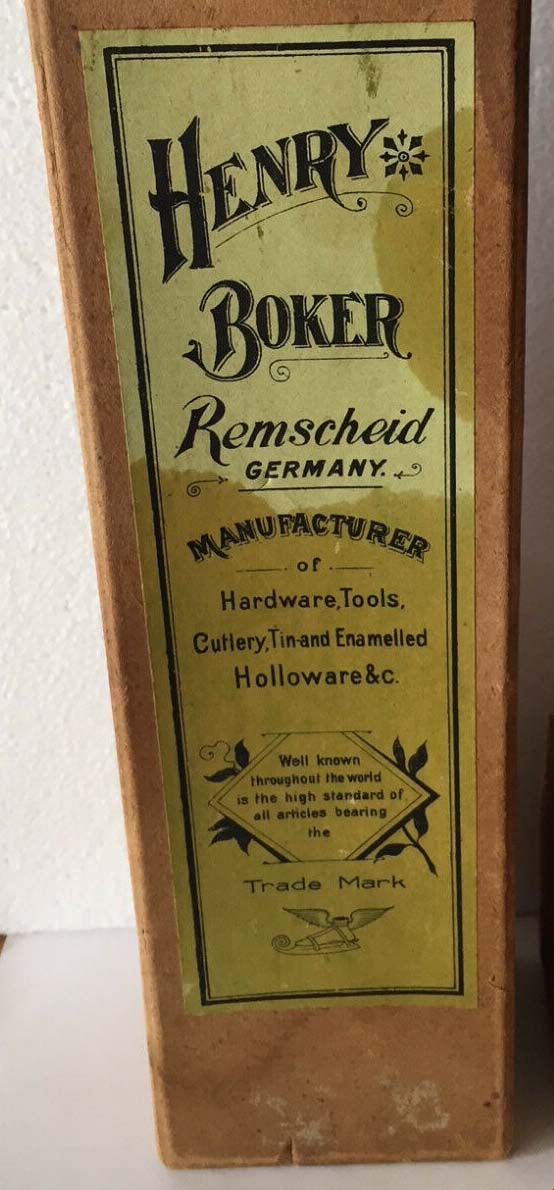 HENRY
BOKER
Remscheid
GERMANY.
MANUFACTURER
of
Hardware, Tools,
Cutlery, Tin-and Enamelled
Holloware &c.
Well known
throughout the world
is the high standard of
all articles bearing
the
Trade Mark